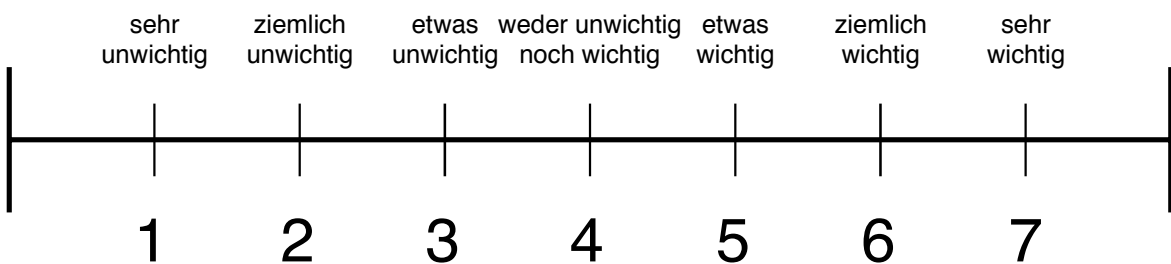 sehr ziemlich etwas weder unwichtig etwas ziemlich sehr
unwichtig unwichtig unwichtig noch wichtig wichtig wichtig wichtig
1 2 3 4 5 6 7